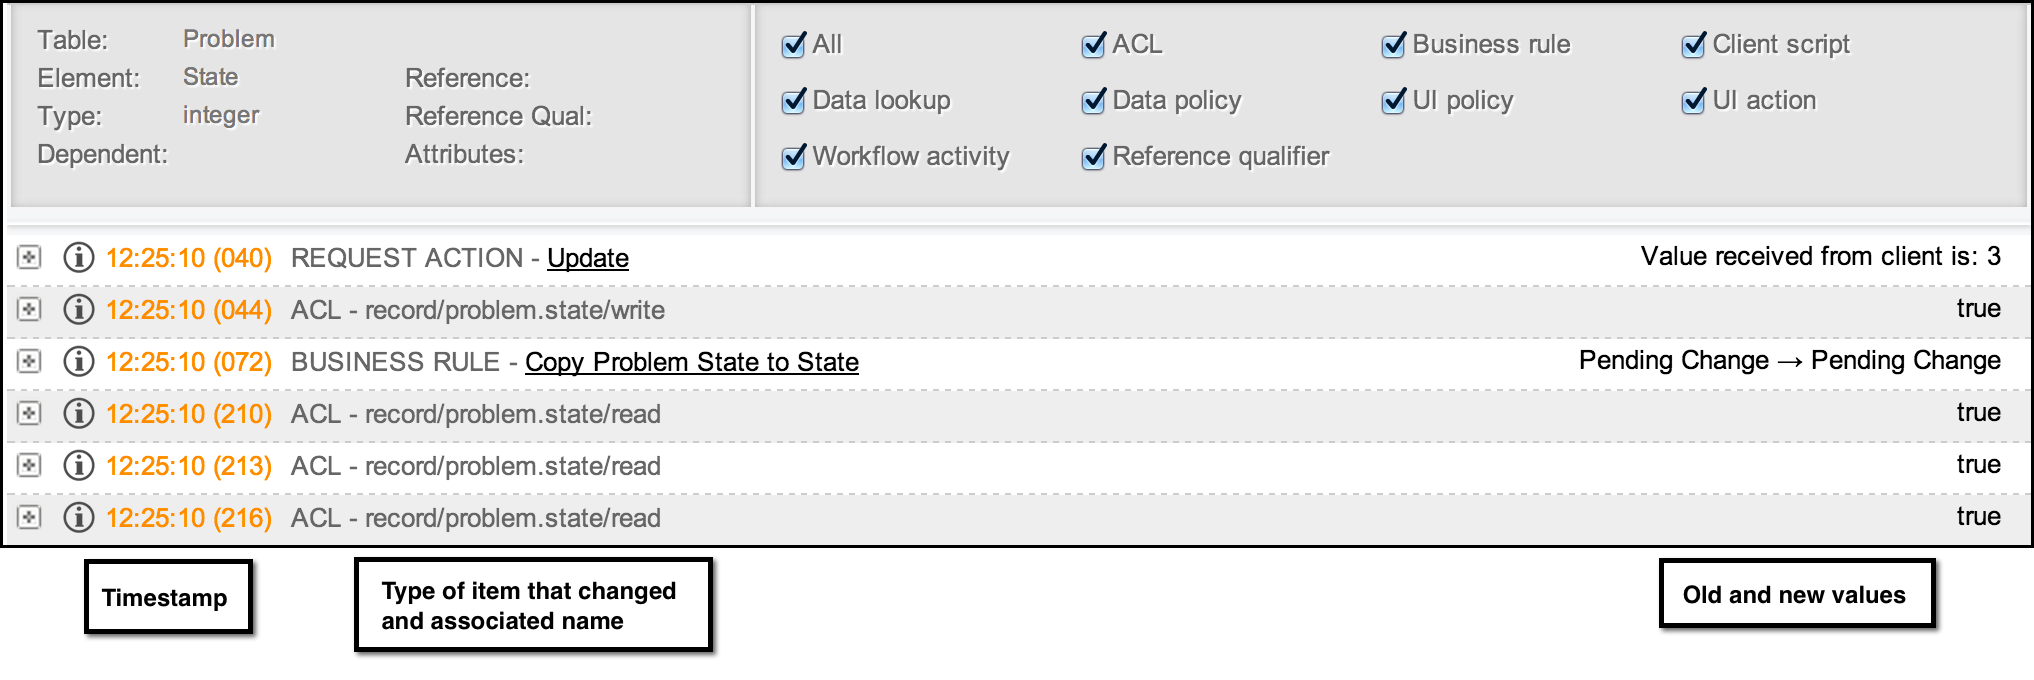 Table: Problem
Element: State Reference:
Type: integer Reference Qual:
Dependent: Attributes:
All ACL Business rule Client script
Data lookup Data policy UI policy UI action
Workflow activity Reference qualifier
12:25:10 (040) REQUEST ACTION - Update Value received from client is: 3
12:25:10 (044) ACL - record/problem.state/write true
12:25:10 (072) BUSINESS RULE - Copy Problem State to State Pending Change → Pending Change
12:25:10 (210) ACL - record/problem.state/read true
12:25:10 (213) ACL - record/problem.state/read true
12:25:10 (216) ACL - record/problem.state/read true
Timestamp
Type of item that changed
and associated name
Old and new values